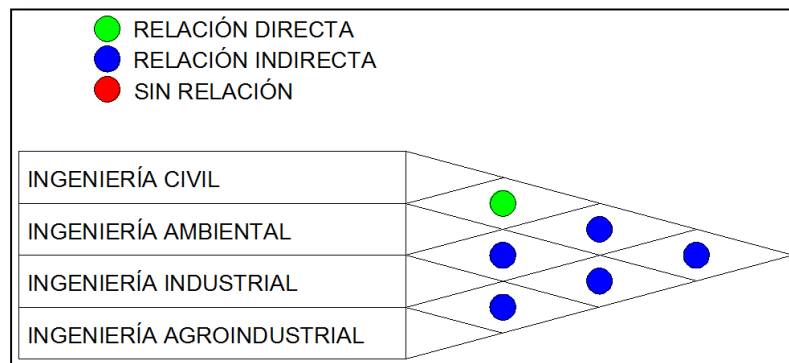 RELACIÓN DIRECTA
RELACIÓN INDIRECTA
SIN RELACIÓN
INGENIERÍA CIVIL
INGENIERÍA AMBIENTAL
INGENIERÍA INDUSTRIAL
INGENIERÍA AGROINDUSTRIAL